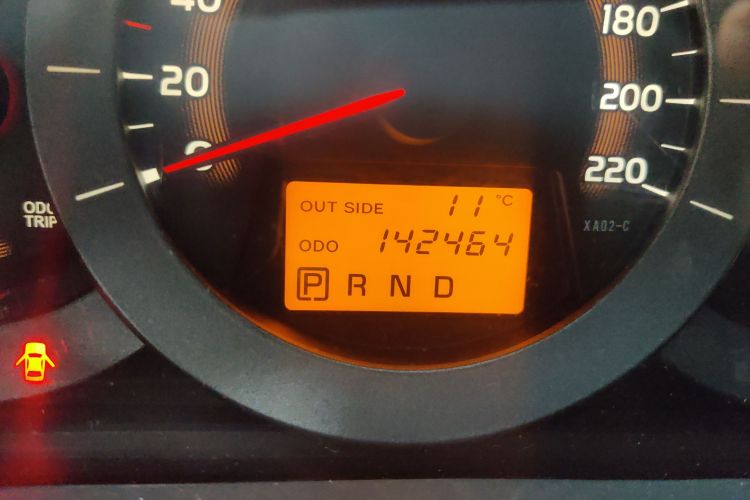 40
20
0
180
200
220
ODO
TRIP
OUT SIDE 11°C
ODO 142464
P R N D
XA02-C